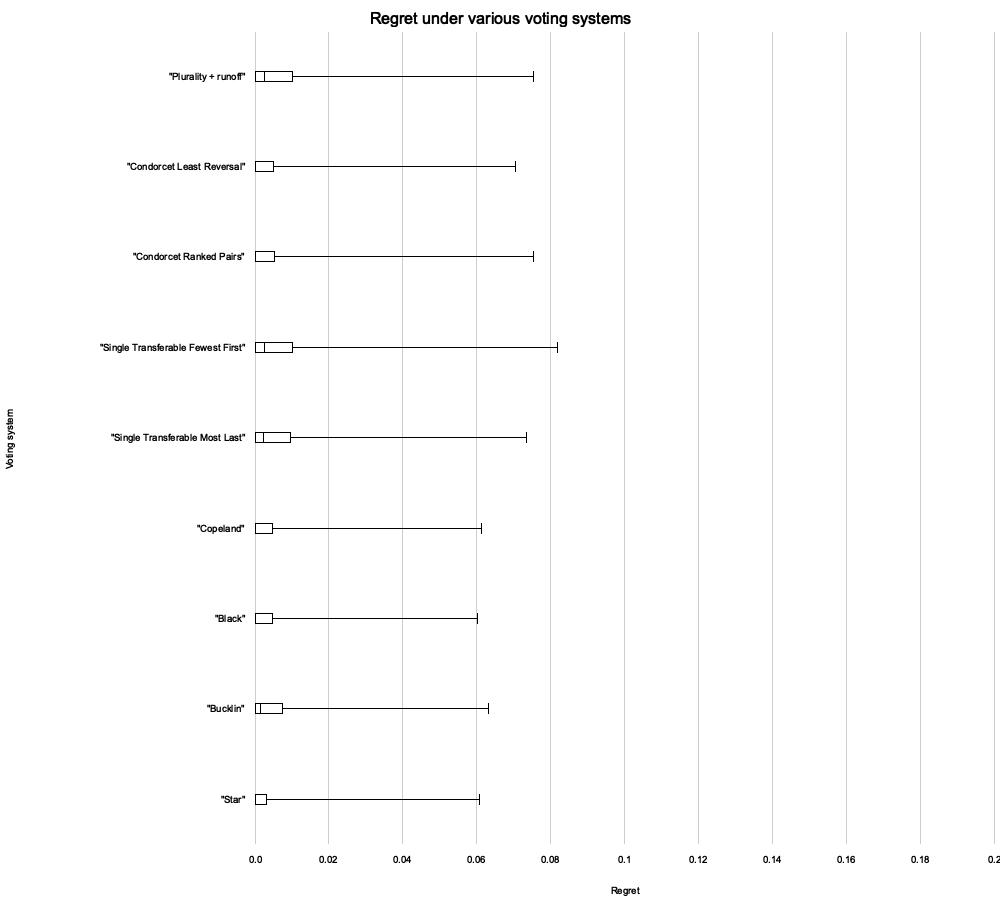 Regret under various voting systems
"Plurality + runoff"
"Condorcet Least Reversal"
"Condorcet Ranked Pairs"
"Single Transferable Fewest First"
"Single Transferable Most Last"
"Copeland"
"Black"
"Bucklin"
"Star"
Voting system
0.0 0.02 0.04 0.06 0.08 0.1 0.12 0.14 0.16 0.18 0.2
Regret